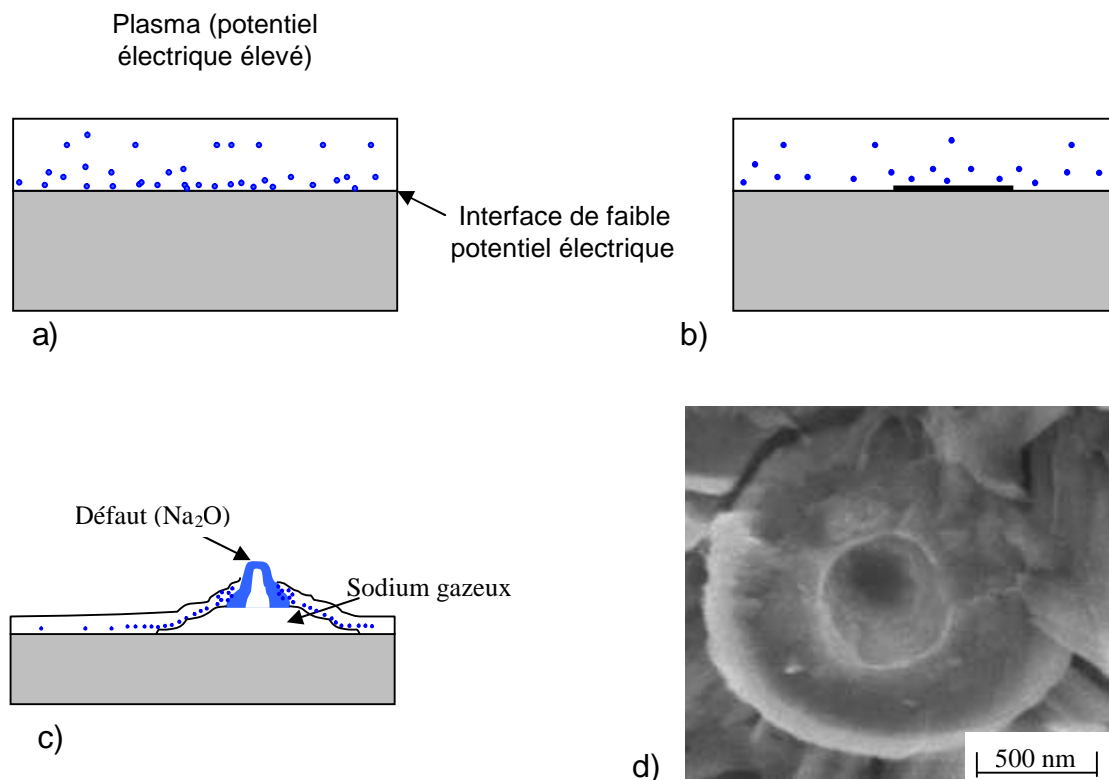 Plasma (potentiel
électrique élevé)
Interface de faible
potentiel électrique
a)
b)
Défaut (Na₂O)
Sodium gazeux
c)
d)
500 nm